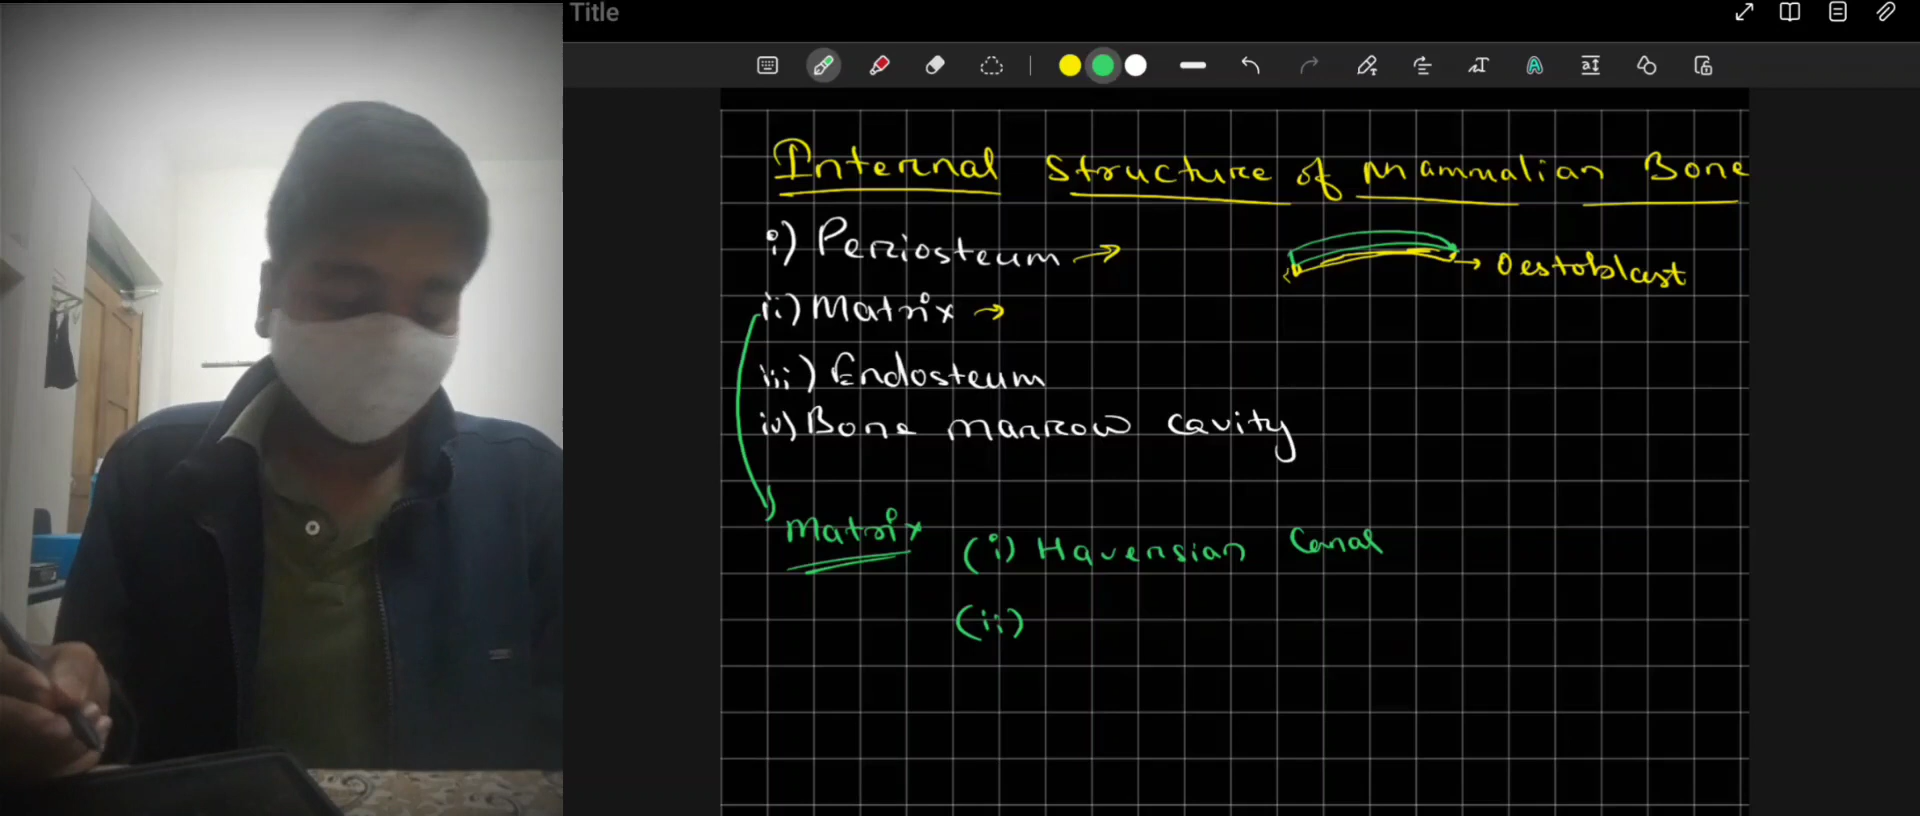 Title
Internal Structure of Mammalian Bone
i) Periosteum →
→ Oestoblast
ii) Matrix →
iii) Endosteum
iv) Bone marrow cavity
Matrix (i) Haversian Canal
(ii)